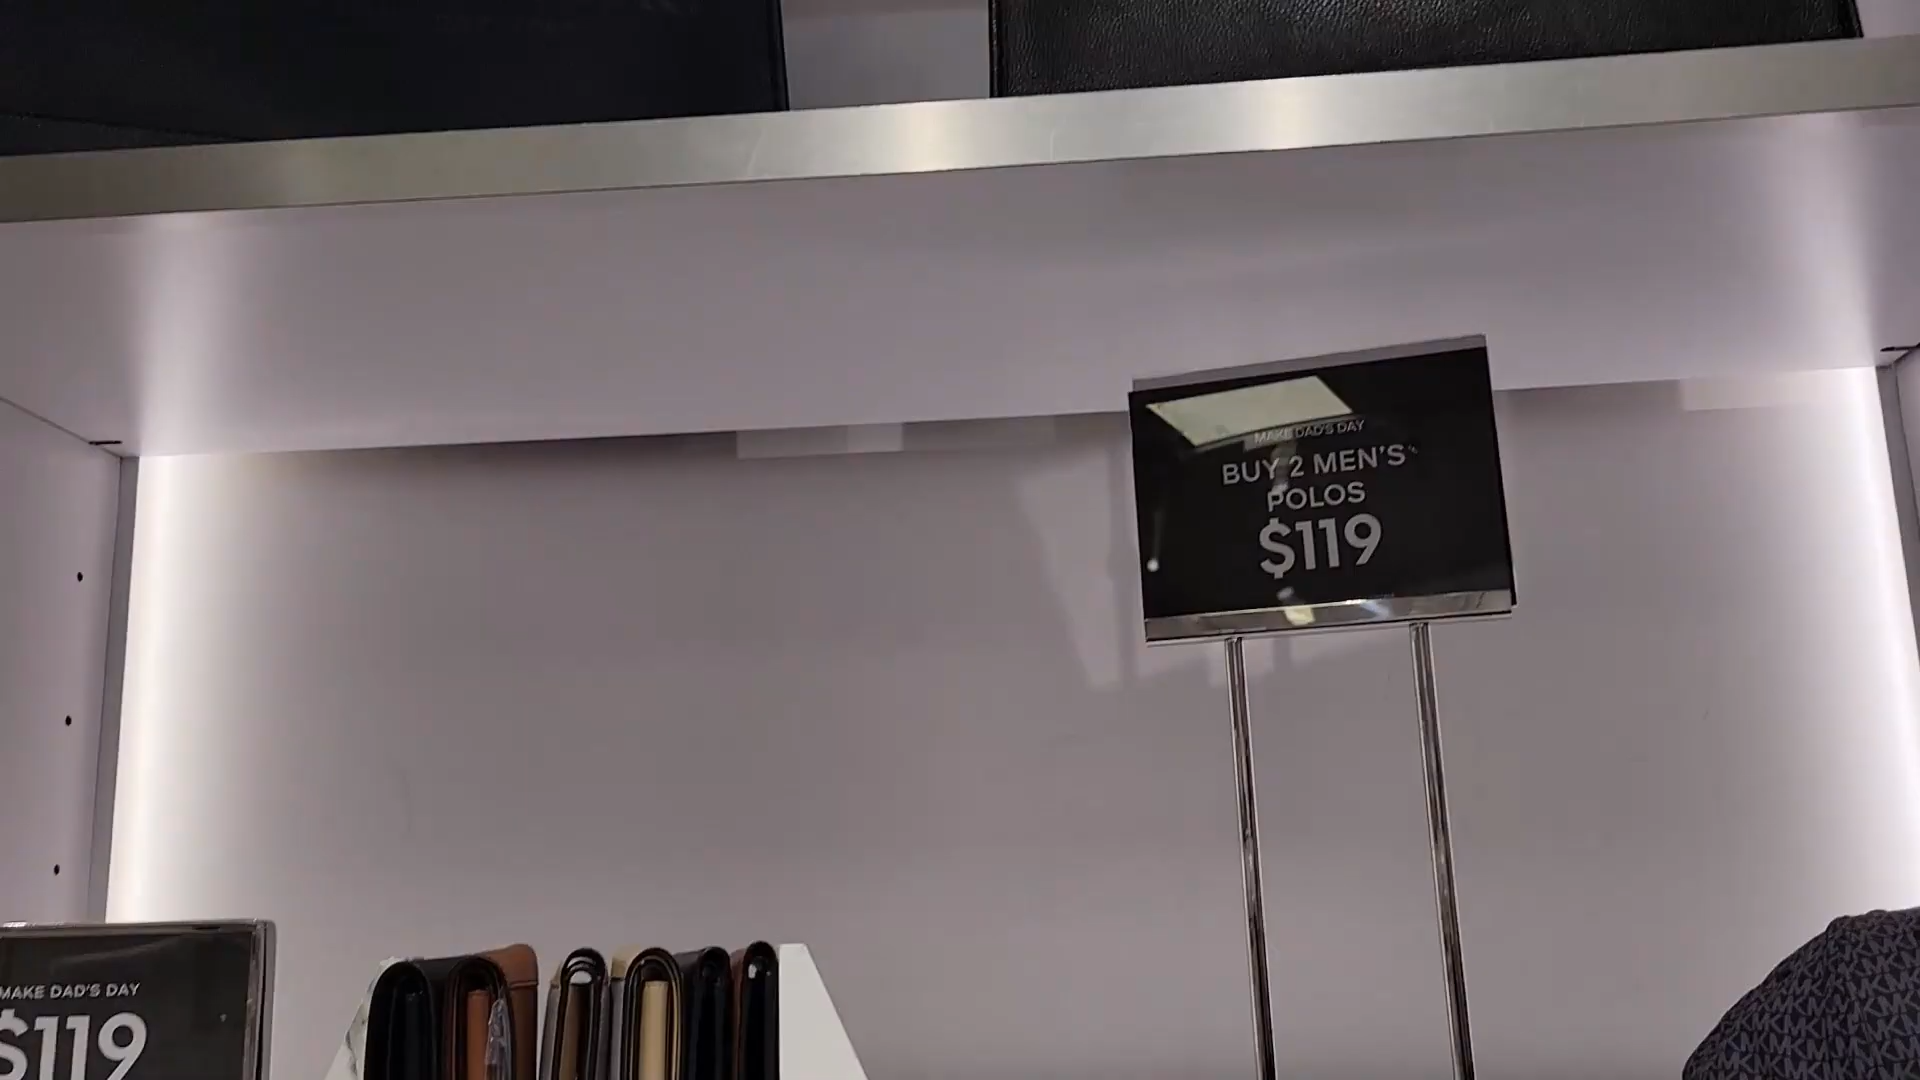 MAKE DAD'S DAY
BUY 2 MEN'S
POLOS
$119
MAKE DAD'S DAY
$119